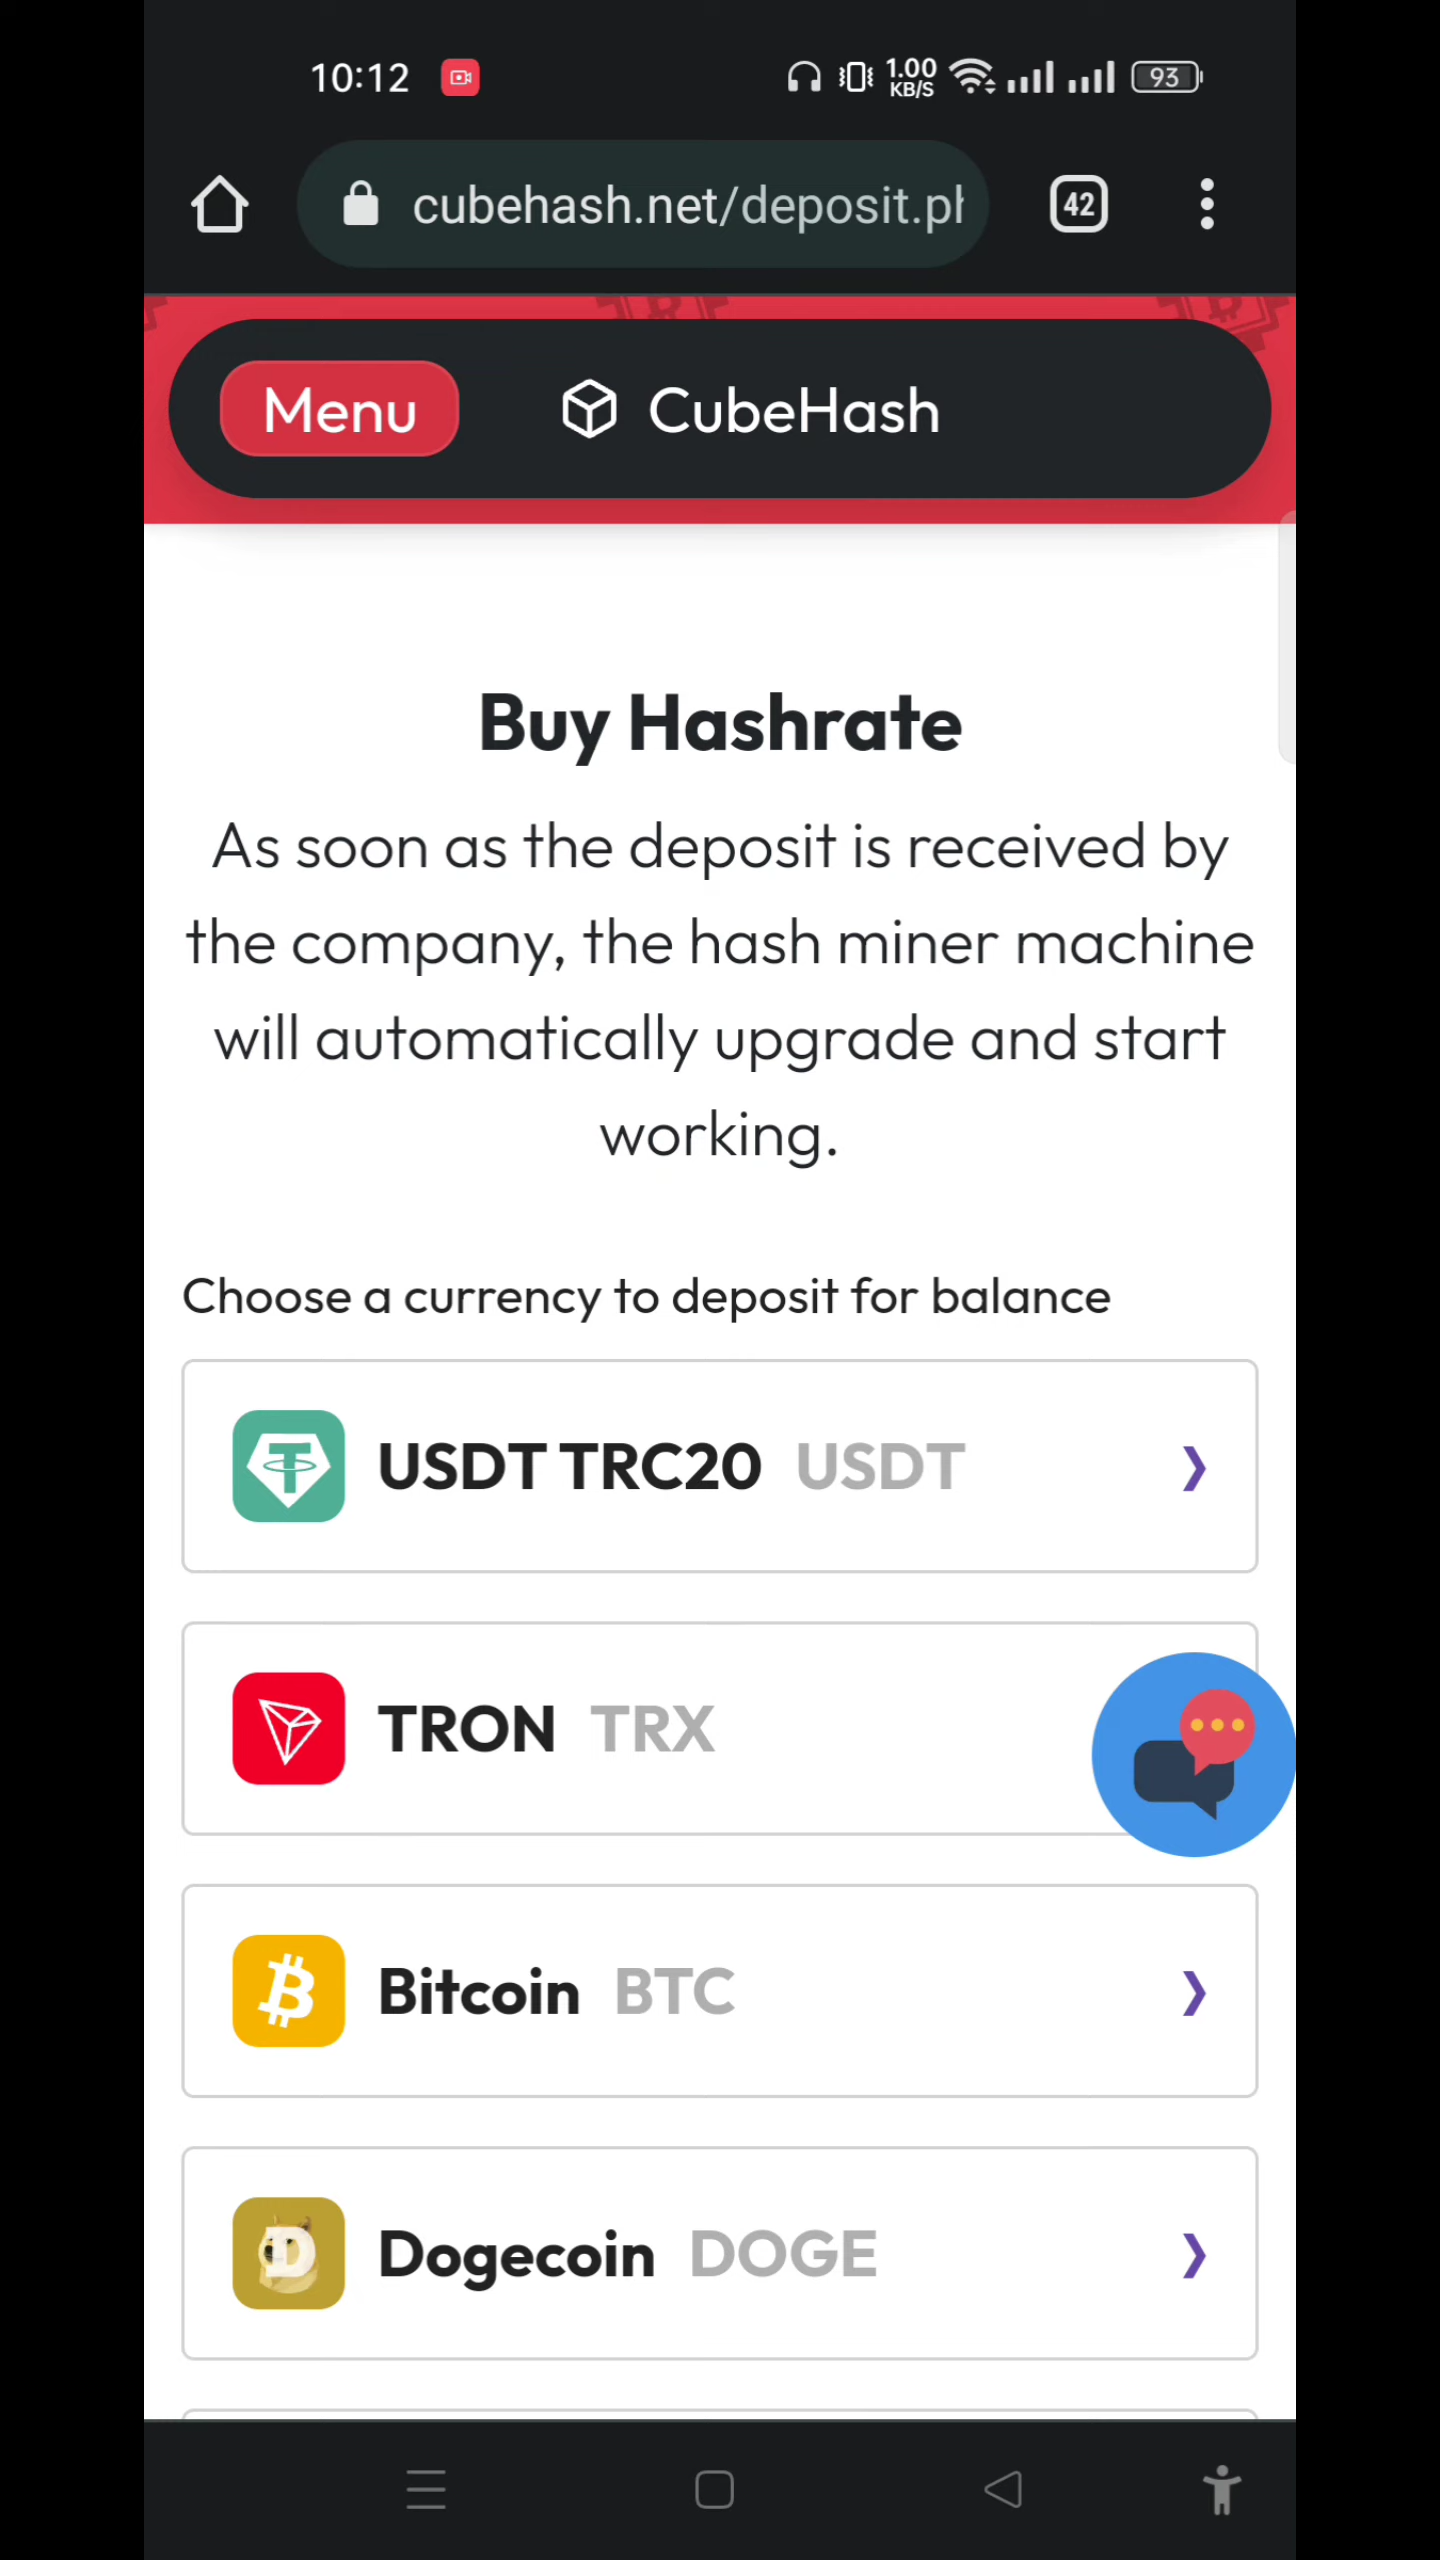 10:12 1.00 KB/S 93
cubehash.net/deposit.ph 42
Menu CubeHash
Buy Hashrate
As soon as the deposit is received by
the company, the hash miner machine
will automatically upgrade and start
working.
Choose a currency to deposit for balance
USDT TRC20 USDT
TRON TRX
Bitcoin BTC
Dogecoin DOGE